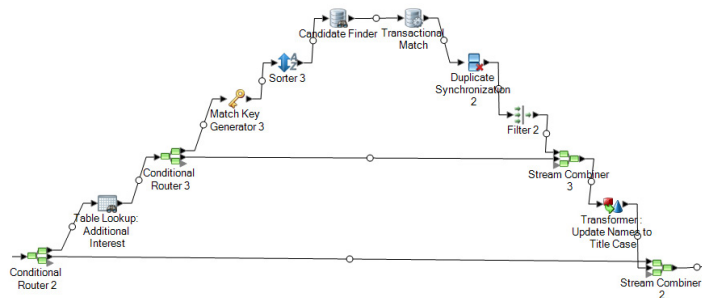 Candidate Finder
Transactional
Match
Sorter 3
Duplicate
Synchronization
2
Match Key
Generator 3
Filter 2
Conditional
Router 3
Stream Combiner
3
Table Lookup:
Additional
Interest
Transformer:
Update Names to
Title Case
Conditional
Router 2
Stream Combiner
2